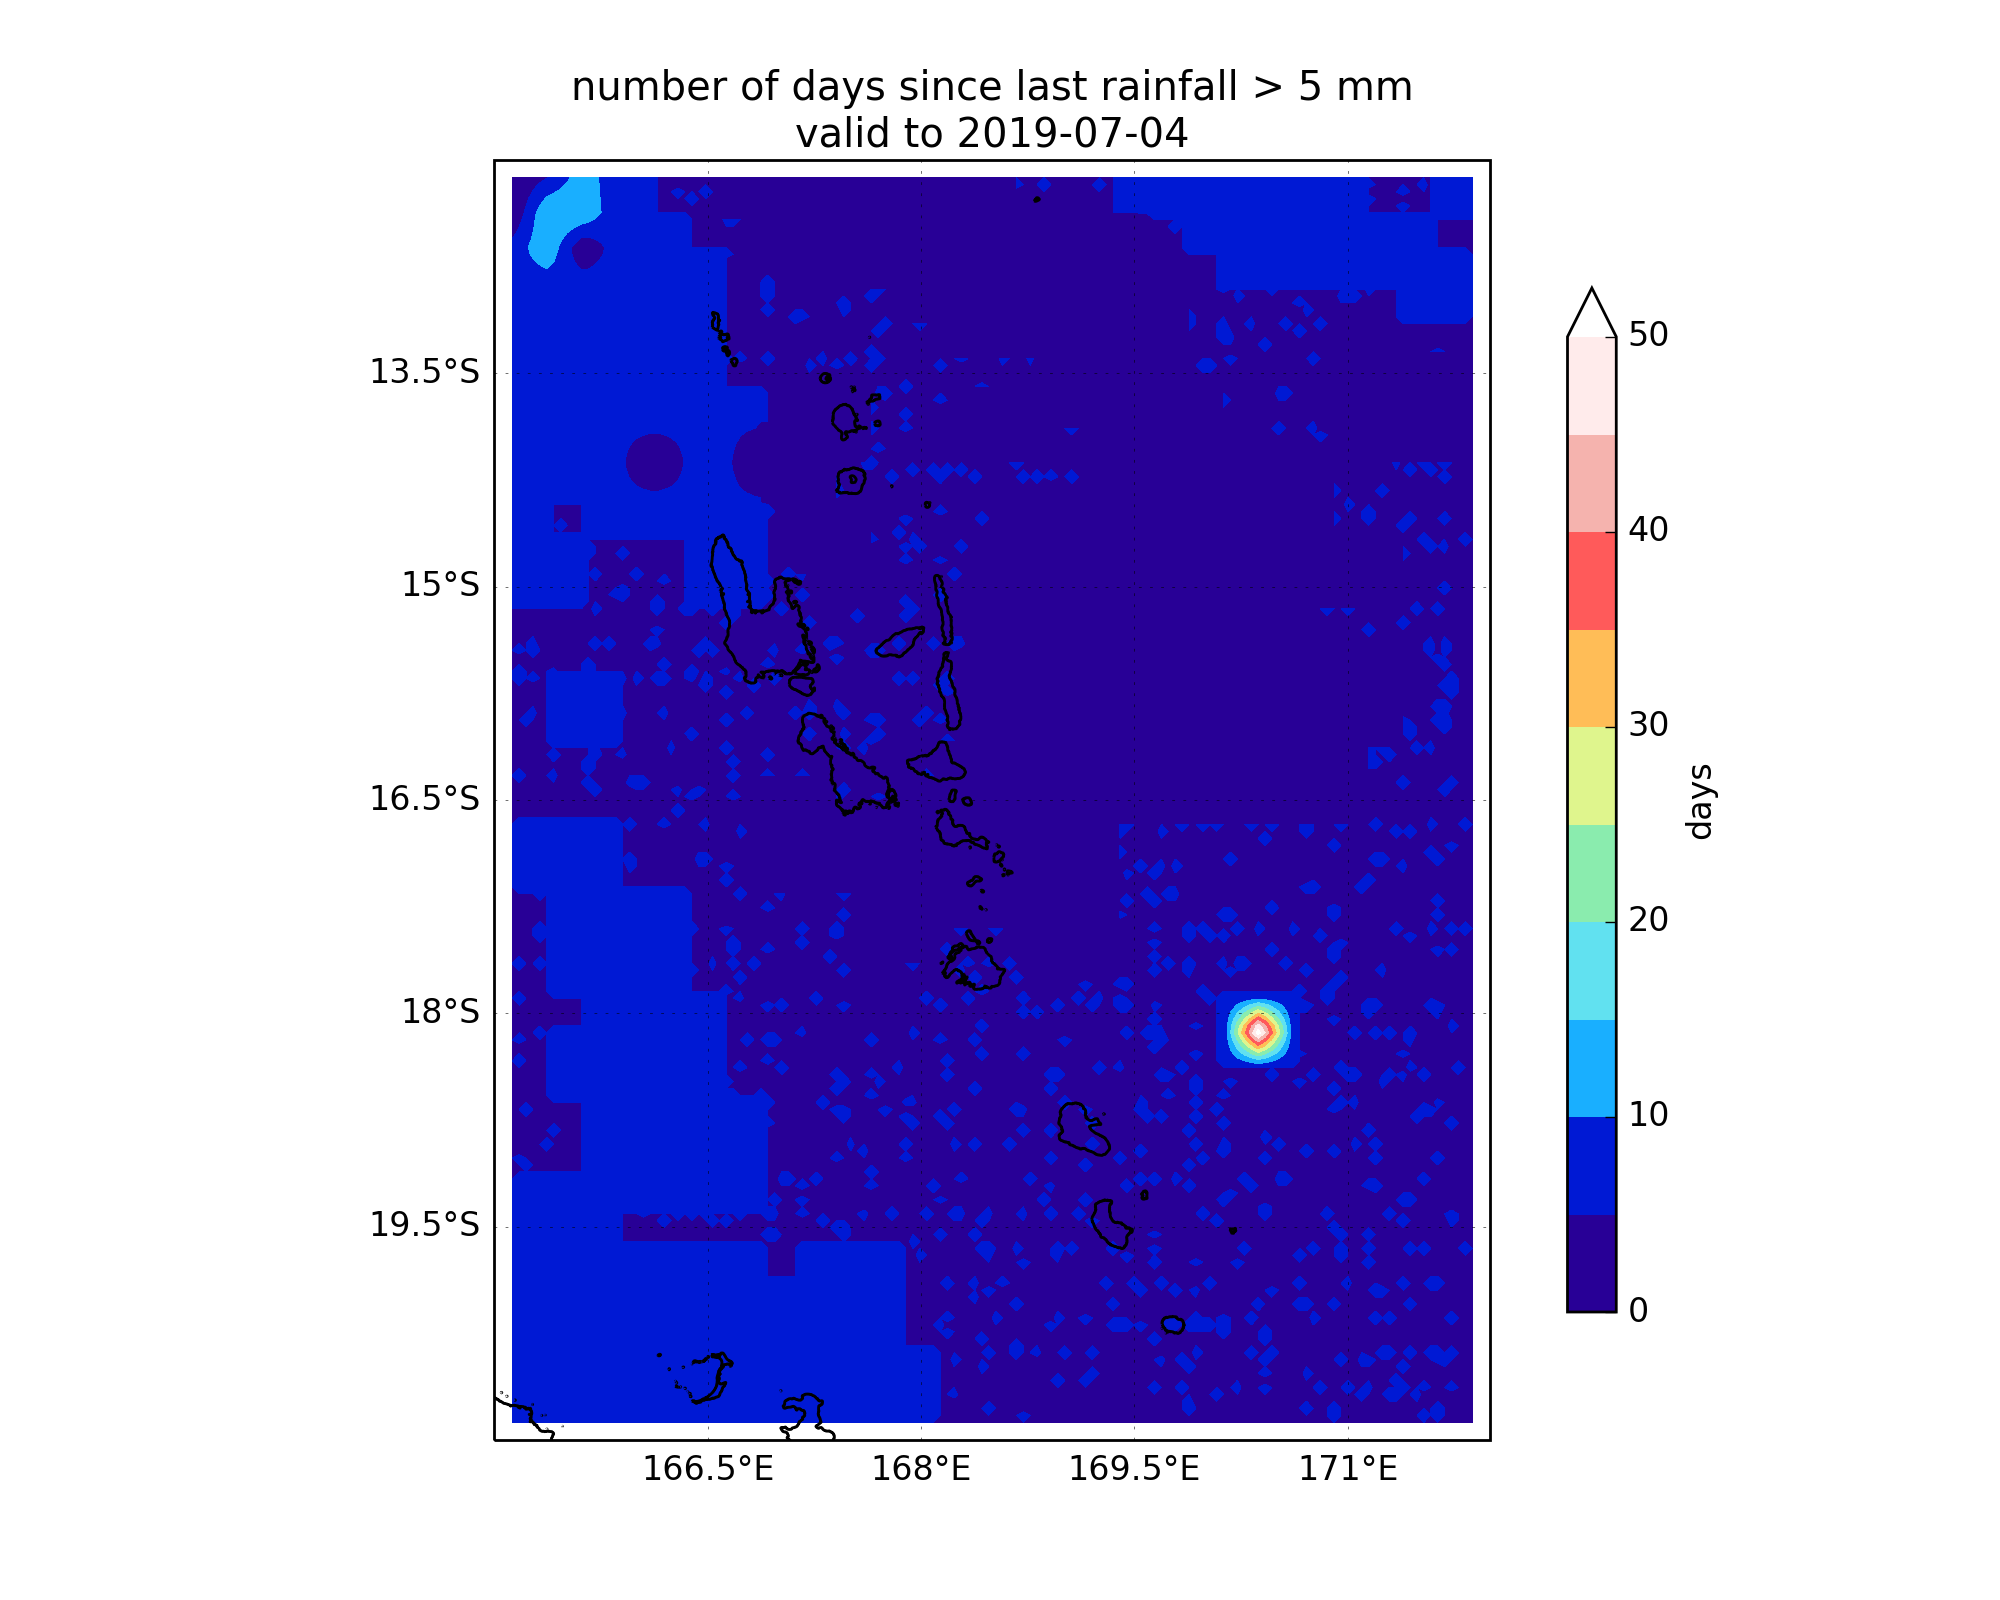 number of days since last rainfall > 5 mm
valid to 2019-07-04
13.5°S
15°S
16.5°S
18°S
19.5°S
166.5°E
168°E
169.5°E
171°E
50
40
30
20
10
0
days